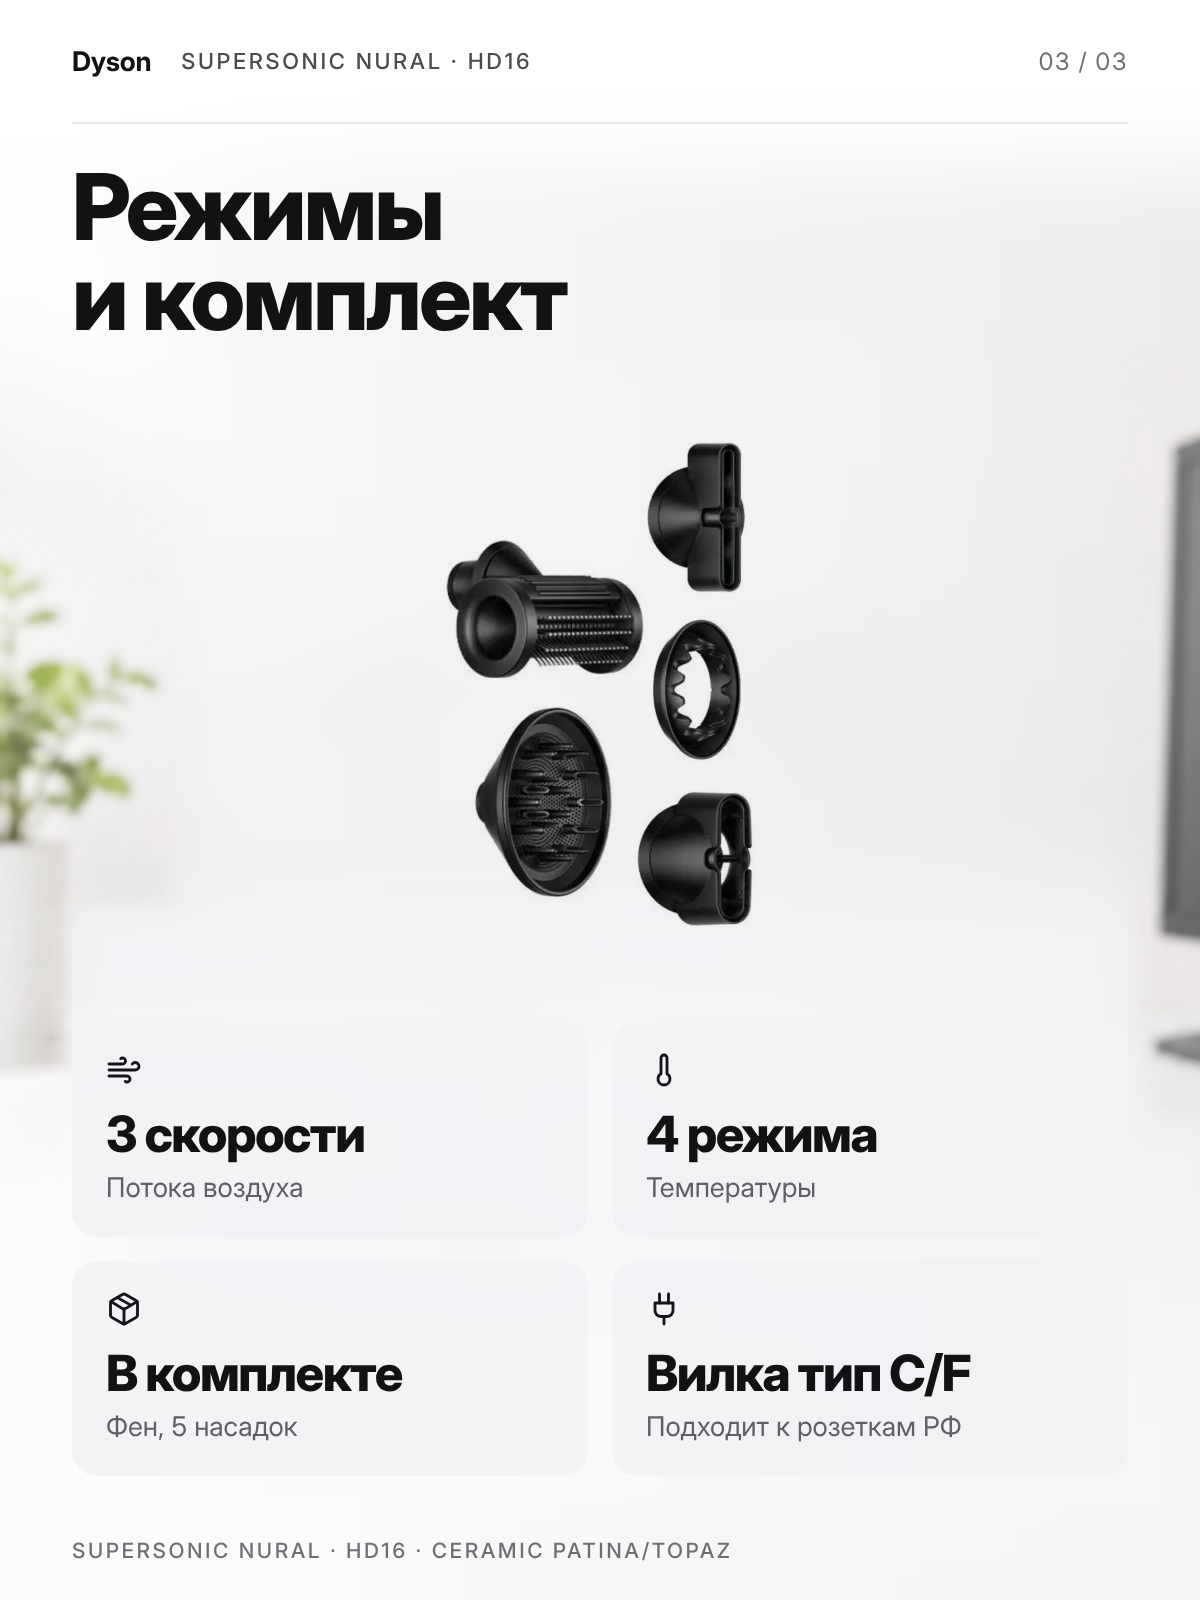 Dyson SUPERSONIC NURAL · HD16 03 / 03
Режимы
и комплект
3 скорости
Потока воздуха
4 режима
Температуры
В комплекте
Фен, 5 насадок
Вилка тип C/F
Подходит к розеткам РФ
SUPERSONIC NURAL · HD16 · CERAMIC PATINA/TOPAZ